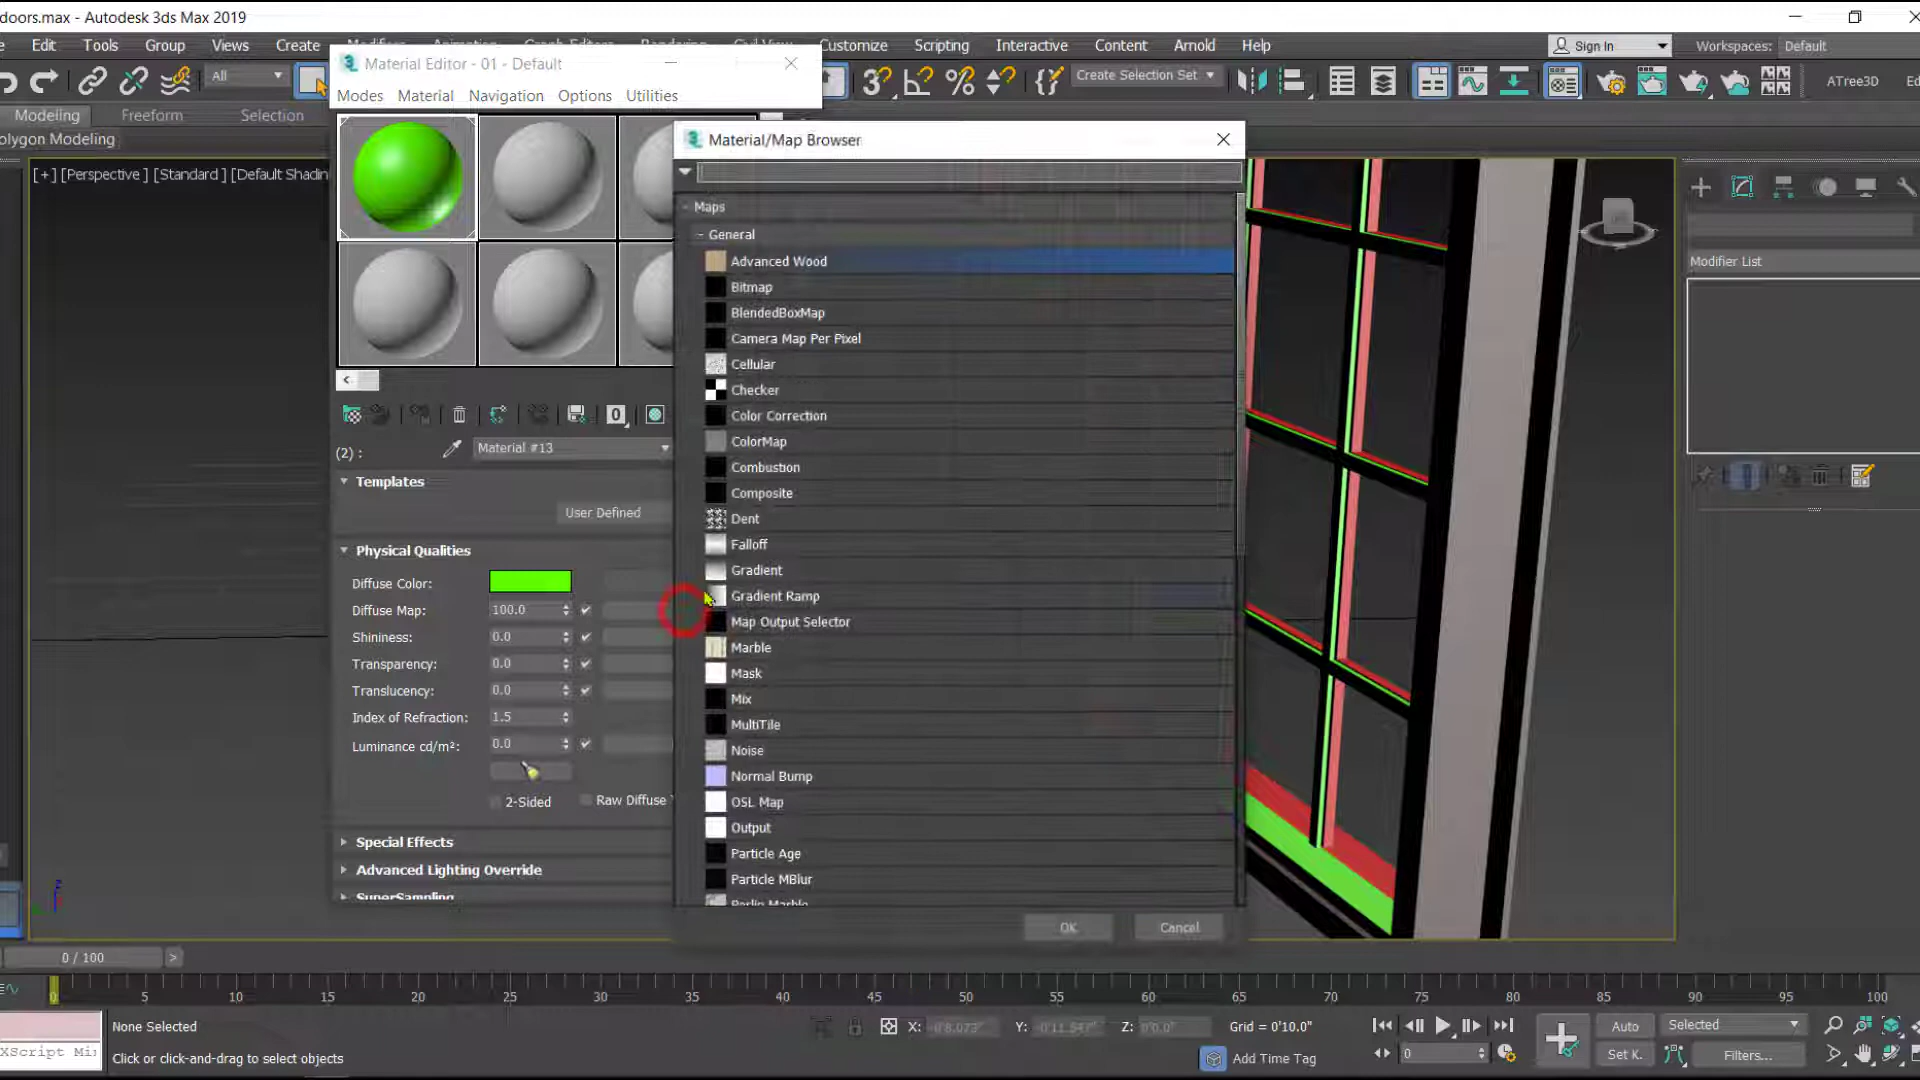 doors.max - Autodesk 3ds Max 2019
Edit Tools Group Views Create Customize Scripting Interactive Content Arnold Help Sign In Workspaces: Default
Material Editor - 01 - Default
All Create Selection Set ATree3D
Modes Material Navigation Options Utilities
Modeling Freeform Selection
olygon Modeling
Material/Map Browser
[+] [Perspective ] [Standard ] [Default Shadin
Maps
General
Modifier List
Advanced Wood
Bitmap
BlendedBoxMap
Camera Map Per Pixel
Cellular
Checker
Color Correction
ColorMap
Combustion
Composite
Dent
Falloff
Gradient
Gradient Ramp
Map Output Selector
Marble
Mask
Mix
MultiTile
Noise
Normal Bump
OSL Map
Output
Particle Age
Particle MBlur
Perlin Marble
OK Cancel
(2) : Material #13
Templates
User Defined
Physical Qualities
Diffuse Color:
Diffuse Map: 100.0
Shininess: 0.0
Transparency: 0.0
Translucency: 0.0
Index of Refraction: 1.5
Luminance cd/m²: 0.0
2-Sided Raw Diffuse
Special Effects
Advanced Lighting Override
SuperSampling
0 / 100 >
0 5 10 15 20 25 30 35 40 45 50 55 60 65 70 75 80 85 90 95 100
None Selected X: Y: Z: 0'0.0" Grid = 0'10.0" Auto Selected
XScript Mi Click or click-and-drag to select objects Add Time Tag 0 Set K. Filters...